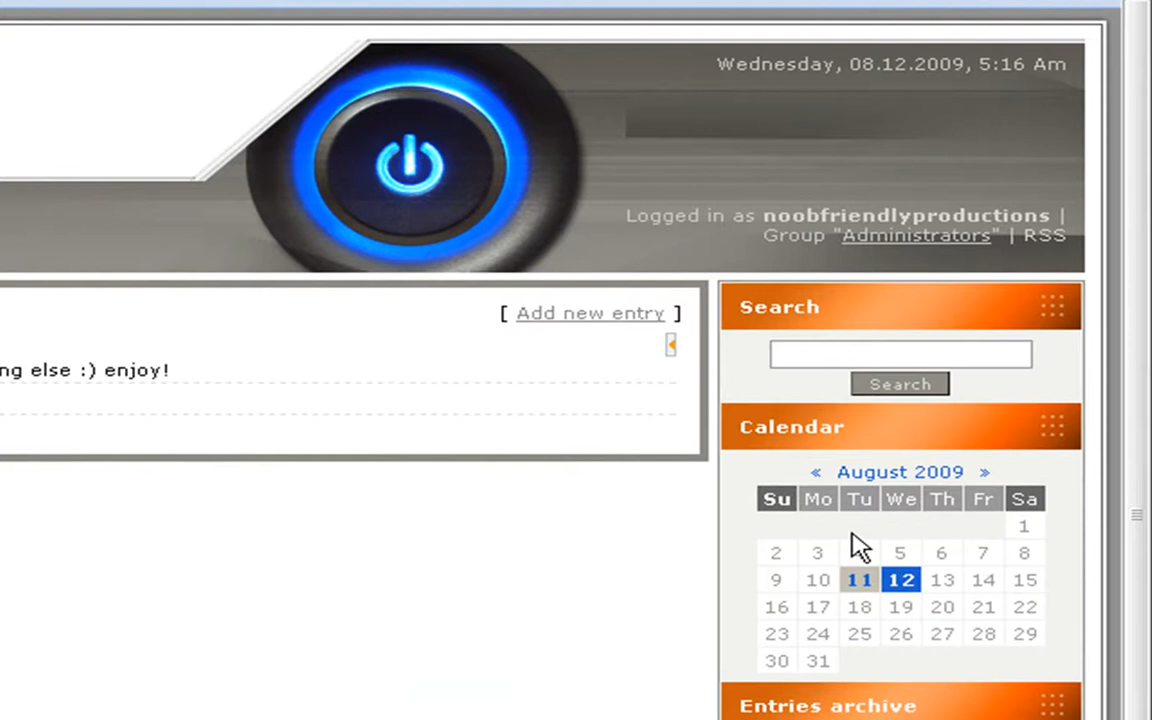 Wednesday, 08.12.2009, 5:16 Am
Logged in as noobfriendlyproductions |
Group "Administrators" | RSS
[ Add new entry ]
ng else :) enjoy!
Search
Search
Calendar
« August 2009 »
Su Mo Tu We Th Fr Sa
1
2 3 5 6 7 8
9 10 11 12 13 14 15
16 17 18 19 20 21 22
23 24 25 26 27 28 29
30 31
Entries archive